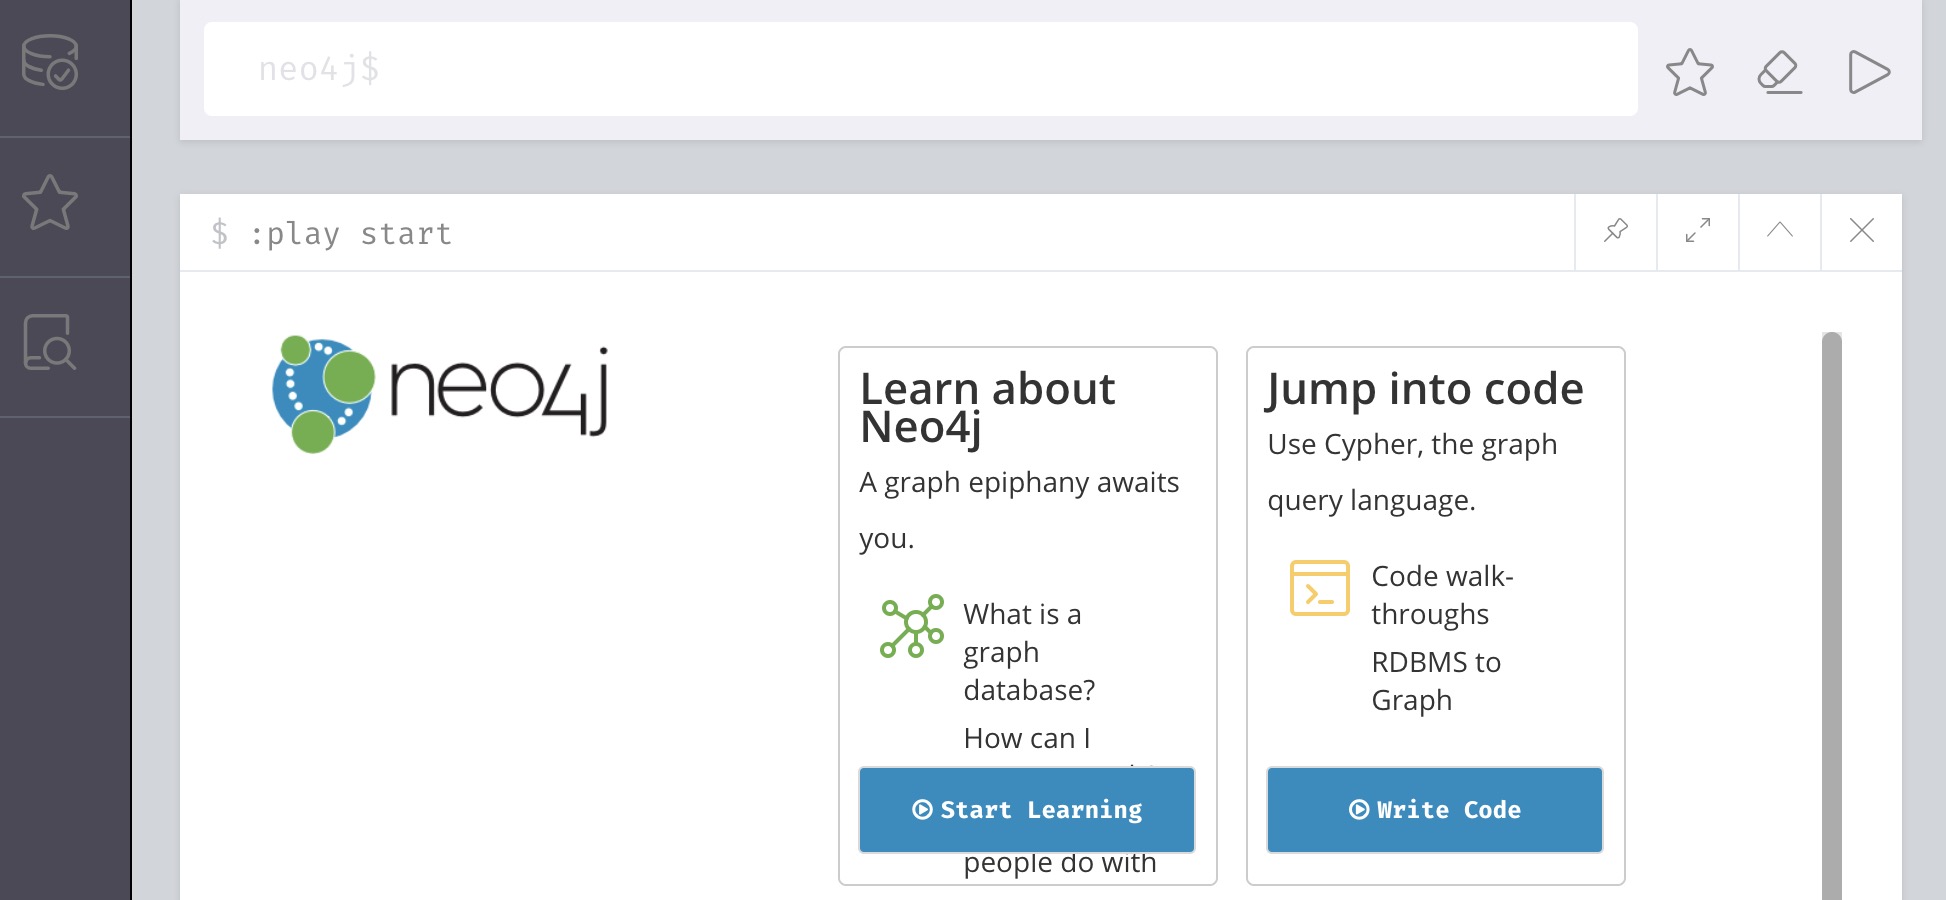 neo4j$
$ :play start
neo4j
Learn about
Neo4j
A graph epiphany awaits
you.
What is a
graph
database?
How can I
Start Learning
people do with
Jump into code
Use Cypher, the graph
query language.
Code walk-
throughs
RDBMS to
Graph
Write Code